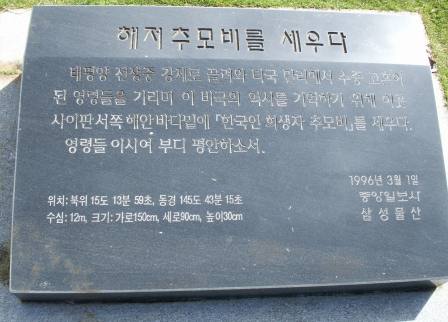 해저추모비를 세우다
태평양 전쟁중 강제로 끌려와 타국 만리에서 수중 고혼이
된 영령들을 기리며 이 비극의 역사를 기억하기 위해 이곳
사이판 서쪽 해안 바다밑에 「한국인 희생자 추모비」를 세우다.
영령들 이시여 부디 평안하소서.
1996년 3월 1일
위치: 북위 15도 13분 59초, 동경 145도 43분 15초
중앙일보사
수심: 12m, 크기: 가로150cm, 세로90cm, 높이30cm
삼성물산